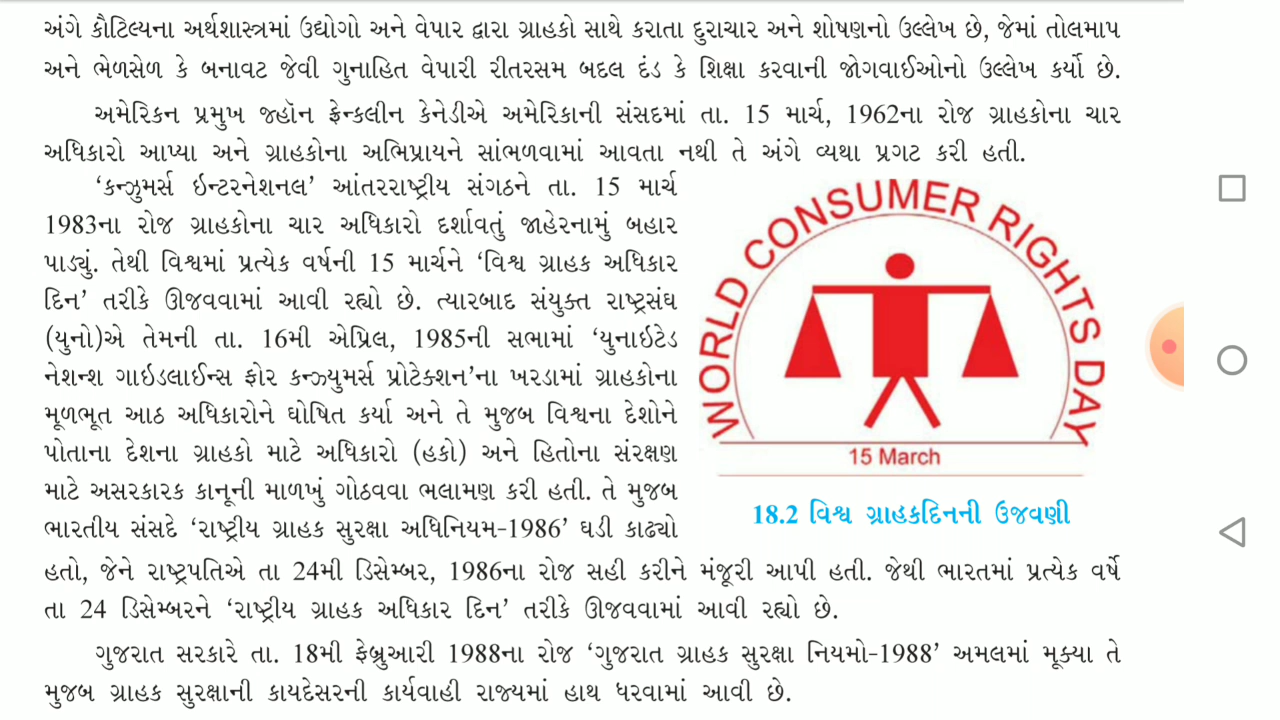 અંગે કૌટિલ્યના અર્થશાસ્ત્રમાં ઉદ્યોગો અને વેપાર દ્વારા ગ્રાહકો સાથે કરાતા દુરાચાર અને શોષણનો ઉલ્લેખ છે, જેમાં તોલમાપ
અને ભેળસેળ કે બનાવટ જેવી ગુનાહિત વેપારી રીતરસમ બદલ દંડ કે શિક્ષા કરવાની જોગવાઈઓનો ઉલ્લેખ કર્યો છે.
અમેરિકન પ્રમુખ જ્હૉન ફ્રેન્કલીન કેનેડીએ અમેરિકાની સંસદમાં તા. 15 માર્ચ, 1962ના રોજ ગ્રાહકોના ચાર
અધિકારો આપ્યા અને ગ્રાહકોના અભિપ્રાયને સાંભળવામાં આવતા નથી તે અંગે વ્યથા પ્રગટ કરી હતી.
‘કન્ઝુમર્સ ઇન્ટરનેશનલ’ આંતરરાષ્ટ્રીય સંગઠને તા. 15 માર્ચ
1983ના રોજ ગ્રાહકોના ચાર અધિકારો દર્શાવતું જાહેરનામું બહાર
પાડ્યું. તેથી વિશ્વમાં પ્રત્યેક વર્ષની 15 માર્ચને ‘વિશ્વ ગ્રાહક અધિકાર
દિન’ તરીકે ઊજવવામાં આવી રહ્યો છે. ત્યારબાદ સંયુક્ત રાષ્ટ્રસંઘ
(યુનો)એ તેમની તા. 16મી એપ્રિલ, 1985ની સભામાં ‘યુનાઇટેડ
નેશન્શ ગાઇડલાઈન્સ ફોર કન્ઝ્યુમર્સ પ્રોટેક્શન’ના ખરડામાં ગ્રાહકોના
મૂળભૂત આઠ અધિકારોને ઘોષિત કર્યા અને તે મુજબ વિશ્વના દેશોને
પોતાના દેશના ગ્રાહકો માટે અધિકારો (હકો) અને હિતોના સંરક્ષણ
માટે અસરકારક કાનૂની માળખું ગોઠવવા ભલામણ કરી હતી. તે મુજબ
ભારતીય સંસદે ‘રાષ્ટ્રીય ગ્રાહક સુરક્ષા અધિનિયમ-1986’ ઘડી કાઢ્યો
હતો, જેને રાષ્ટ્રપતિએ તા 24મી ડિસેમ્બર, 1986ના રોજ સહી કરીને મંજૂરી આપી હતી. જેથી ભારતમાં પ્રત્યેક વર્ષે
તા 24 ડિસેમ્બરને ‘રાષ્ટ્રીય ગ્રાહક અધિકાર દિન’ તરીકે ઊજવવામાં આવી રહ્યો છે.
ગુજરાત સરકારે તા. 18મી ફેબ્રુઆરી 1988ના રોજ ‘ગુજરાત ગ્રાહક સુરક્ષા નિયમો-1988’ અમલમાં મૂક્યા તે
મુજબ ગ્રાહક સુરક્ષાની કાયદેસરની કાર્યવાહી રાજ્યમાં હાથ ધરવામાં આવી છે.
WORLD CONSUMER RIGHTS DAY
15 March
18.2 વિશ્વ ગ્રાહકદિનની ઉજવણી